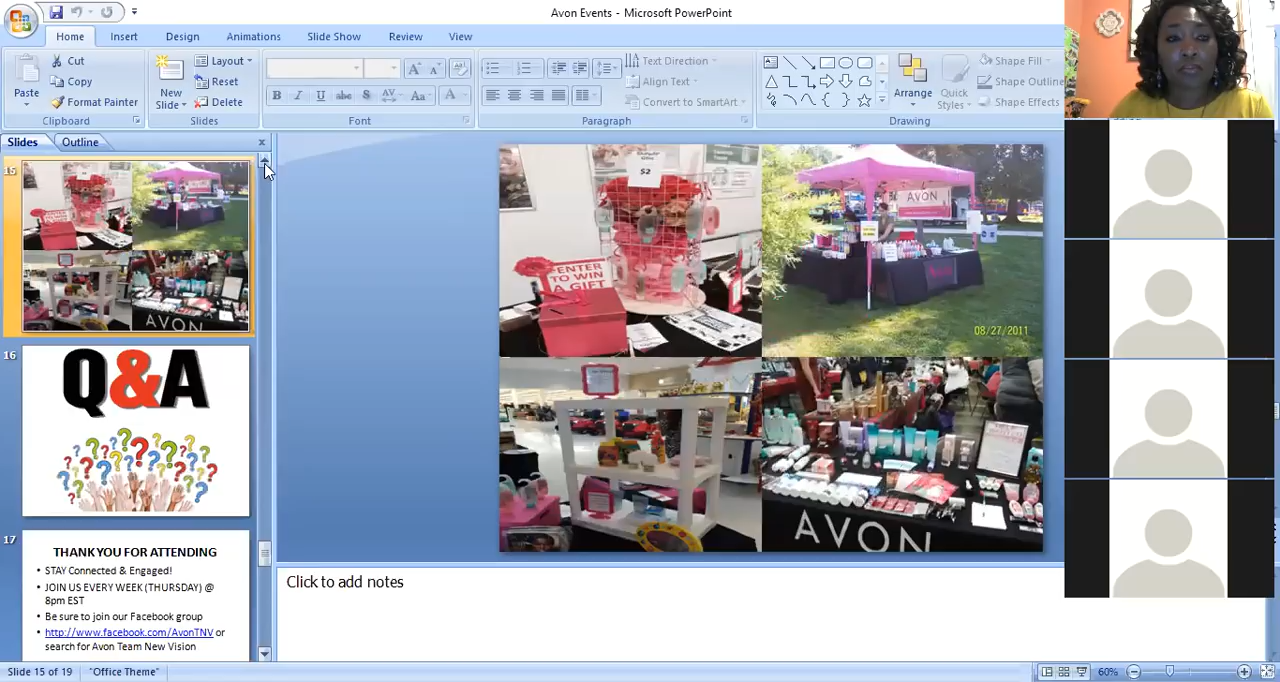 Avon Events - Microsoft PowerPoint
Home
Insert
Design
Animations
Slide Show
Review
View
Paste
Cut
Copy
Format Painter
Clipboard
New
Slide
Layout
Reset
Delete
Slides
B I U abc S AV Aa A
Font
Text Direction
Align Text
Convert to SmartArt
Paragraph
Arrange
Quick
Styles
Shape Fill
Shape Outline
Shape Effects
Drawing
Slides
Outline
15
AVON
16
Q&A
17
THANK YOU FOR ATTENDING
• STAY Connected & Engaged!
• JOIN US EVERY WEEK (THURSDAY) @
8pm EST
• Be sure to join our Facebook group
• http://www.facebook.com/AvonTNV or
search for Avon Team New Vision
$2
ENTER
TO WIN
A GIFT
AVON
08/27/2011
AVON
Click to add notes
Slide 15 of 19
"Office Theme"
60%